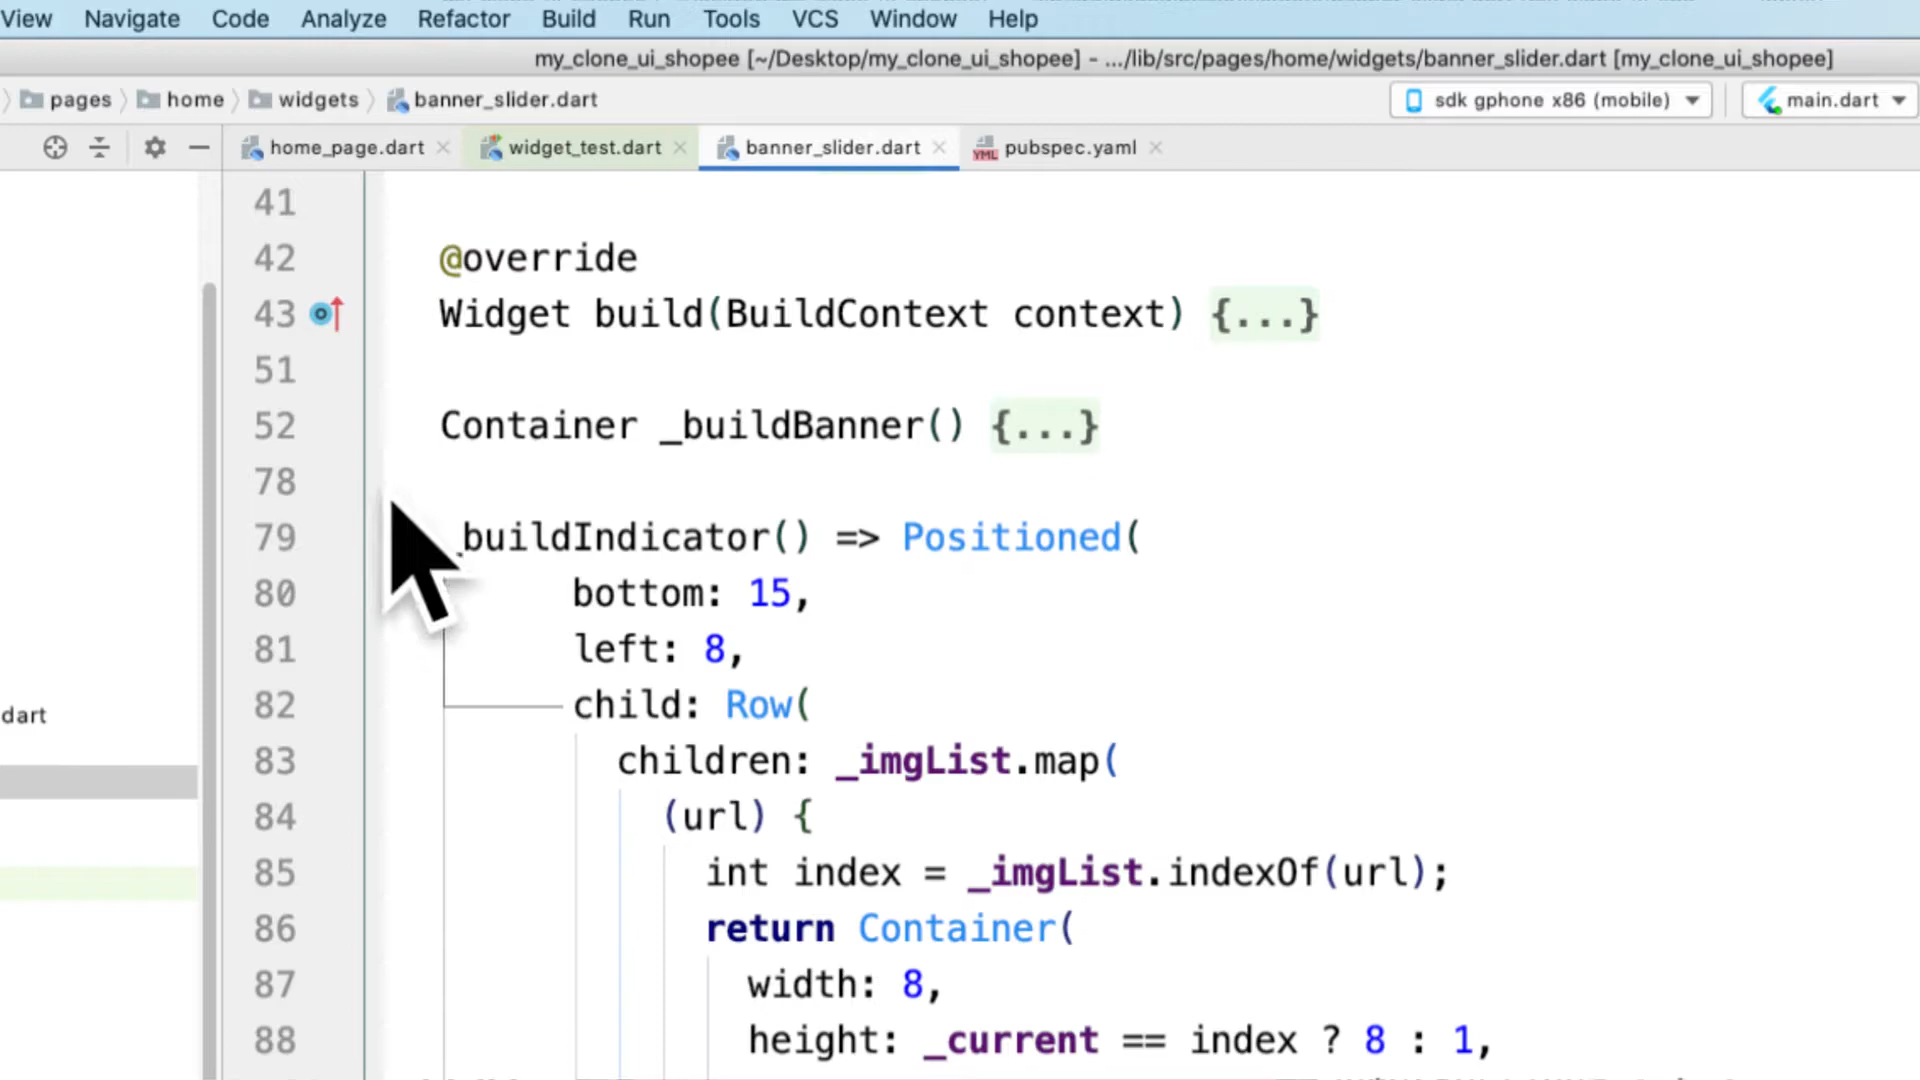 View Navigate Code Analyze Refactor Build Run Tools VCS Window Help
my_clone_ui_shopee [~/Desktop/my_clone_ui_shopee] - .../lib/src/pages/home/widgets/banner_slider.dart [my_clone_ui_shopee]
pages home widgets banner_slider.dart sdk gphone x86 (mobile) main.dart
home_page.dart widget_test.dart banner_slider.dart pubspec.yaml
41
42 @override
43 Widget build(BuildContext context) {...}
51
52 Container _buildBanner() {...}
78
79 _buildIndicator() => Positioned(
80 bottom: 15,
81 left: 8,
82 child: Row(
dart
83 children: _imgList.map(
84 (url) {
85 int index = _imgList.indexOf(url);
86 return Container(
87 width: 8,
88 height: _current == index ? 8 : 1,